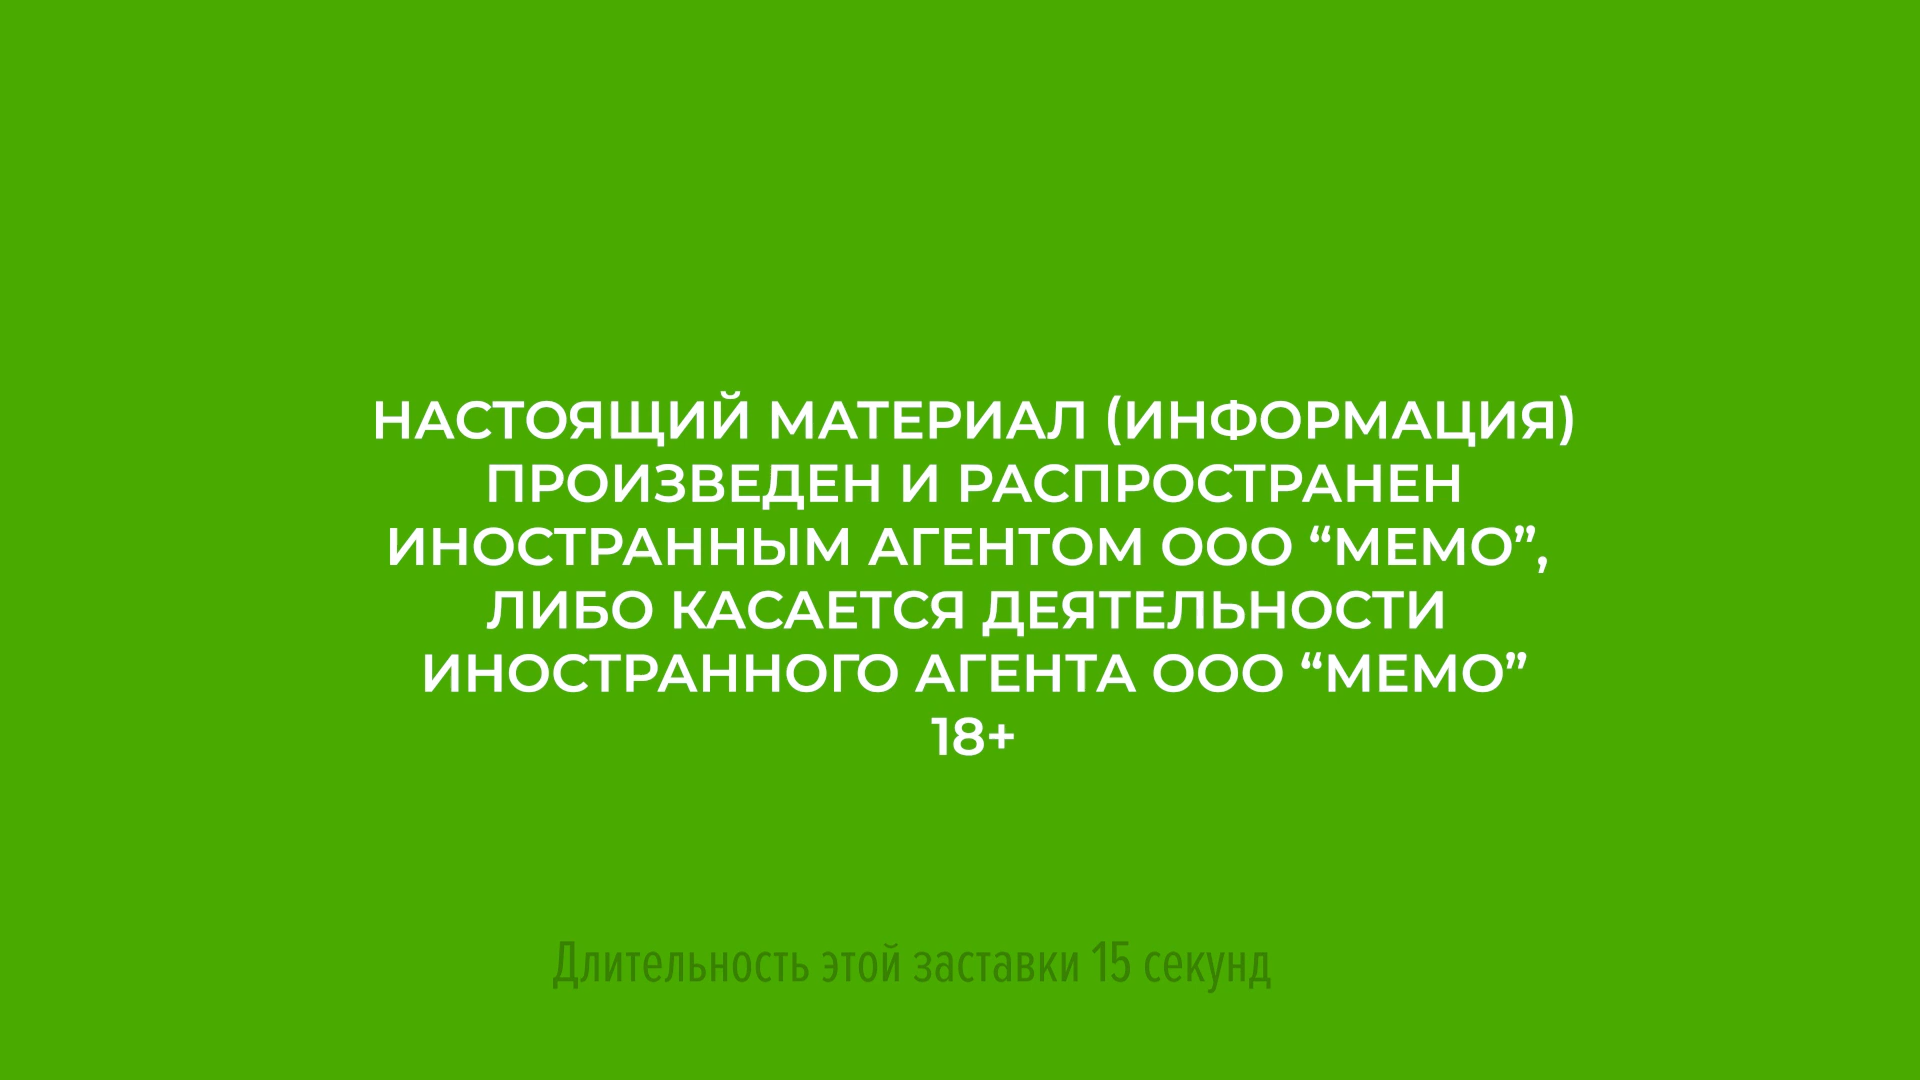 НАСТОЯЩИЙ МАТЕРИАЛ (ИНФОРМАЦИЯ)
ПРОИЗВЕДЕН И РАСПРОСТРАНЕН
ИНОСТРАННЫМ АГЕНТОМ ООО “МЕМО”,
ЛИБО КАСАЕТСЯ ДЕЯТЕЛЬНОСТИ
ИНОСТРАННОГО АГЕНТА ООО “МЕМО”
18+
Длительность этой заставки 15 секунд